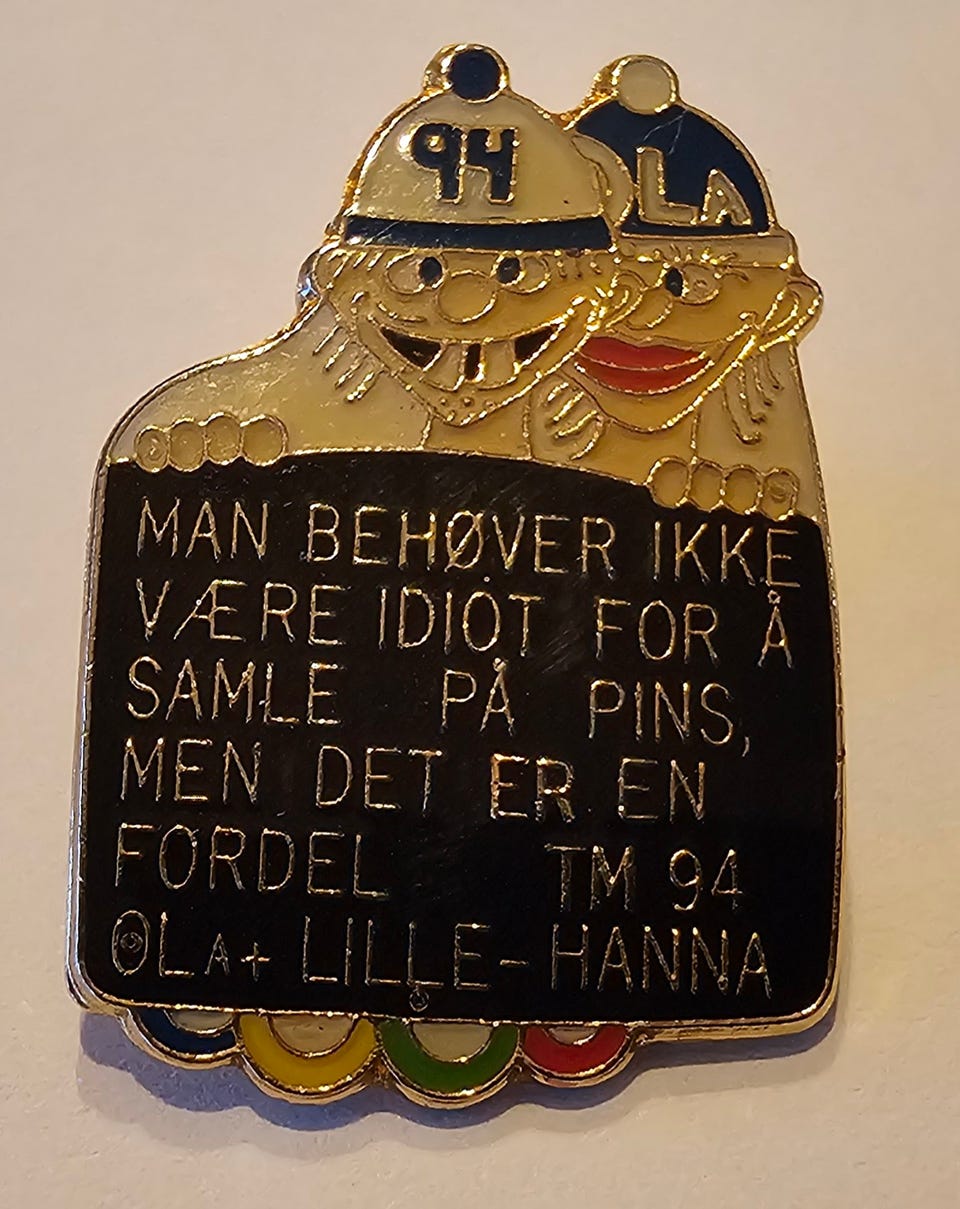 94
LA
MAN BEHØVER IKKE
VÆRE IDIOT FOR Å
SAMLE PÅ PINS,
MEN DET ER EN
FORDEL TM 94
OLA+ LILLE-HANNA